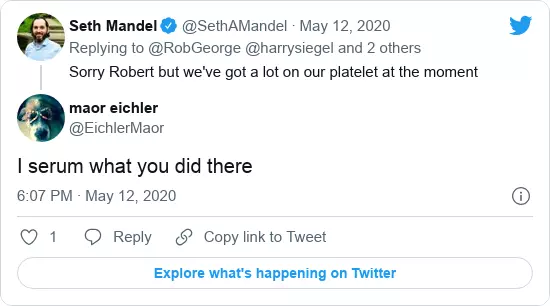 Seth Mandel @SethAMandel · May 12, 2020
Replying to @RobGeorge @harrysiegel and 2 others
Sorry Robert but we've got a lot on our platelet at the moment
maor eichler
@EichlerMaor
I serum what you did there
6:07 PM · May 12, 2020
1 Reply Copy link to Tweet
Explore what's happening on Twitter